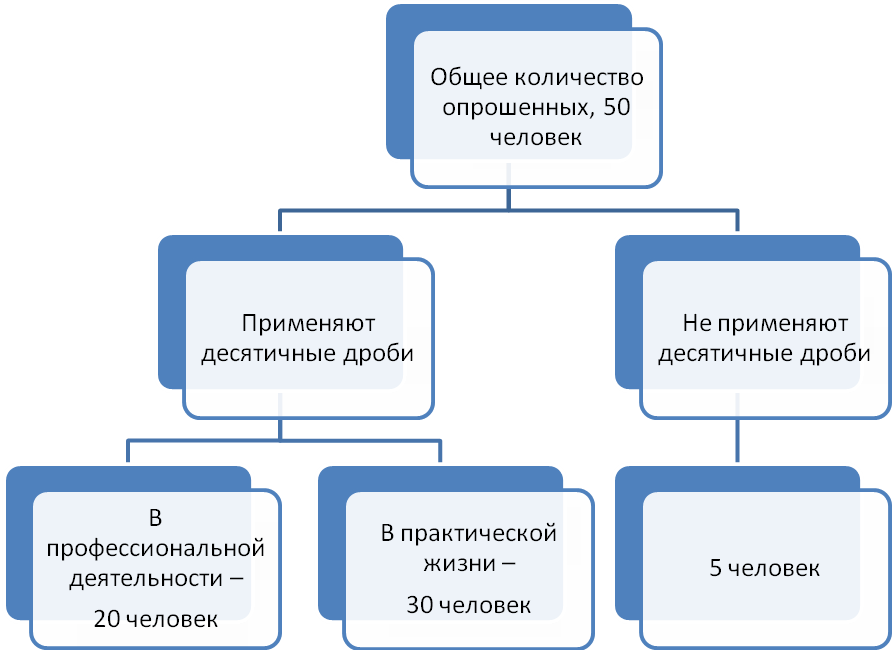 Общее количество
опрошенных, 50
человек
Применяют
десятичные дроби
Не применяют
десятичные дроби
В
профессиональной
деятельности –
20 человек
В практической
жизни –
30 человек
5 человек